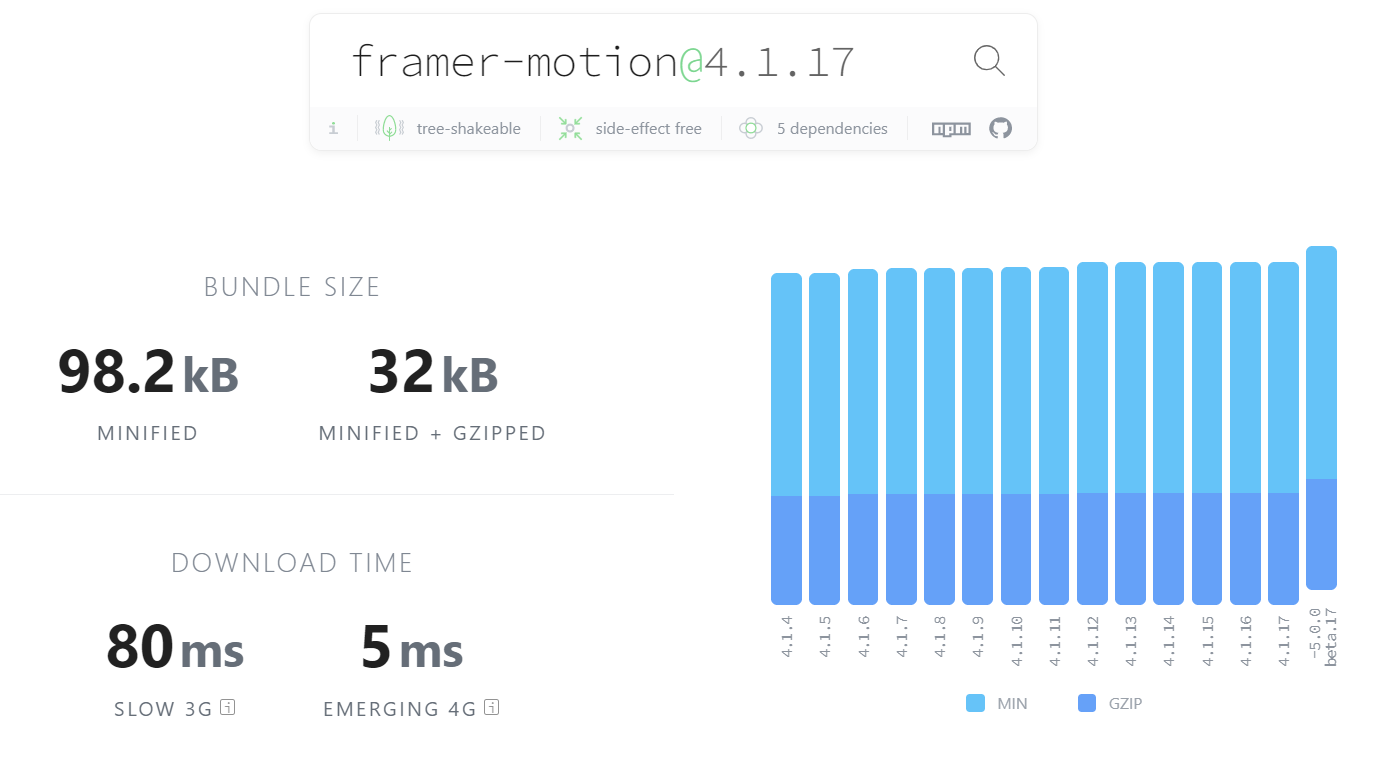 framer-motion@4.1.17
i
tree-shakeable
side-effect free
5 dependencies
npm
BUNDLE SIZE
98.2 kB
MINIFIED
32 kB
MINIFIED + GZIPPED
DOWNLOAD TIME
80 ms
SLOW 3G i
5 ms
EMERGING 4G i
4.1.4
4.1.5
4.1.6
4.1.7
4.1.8
4.1.9
4.1.10
4.1.11
4.1.12
4.1.13
4.1.14
4.1.15
4.1.16
4.1.17
~5.0.0
beta.17
MIN
GZIP